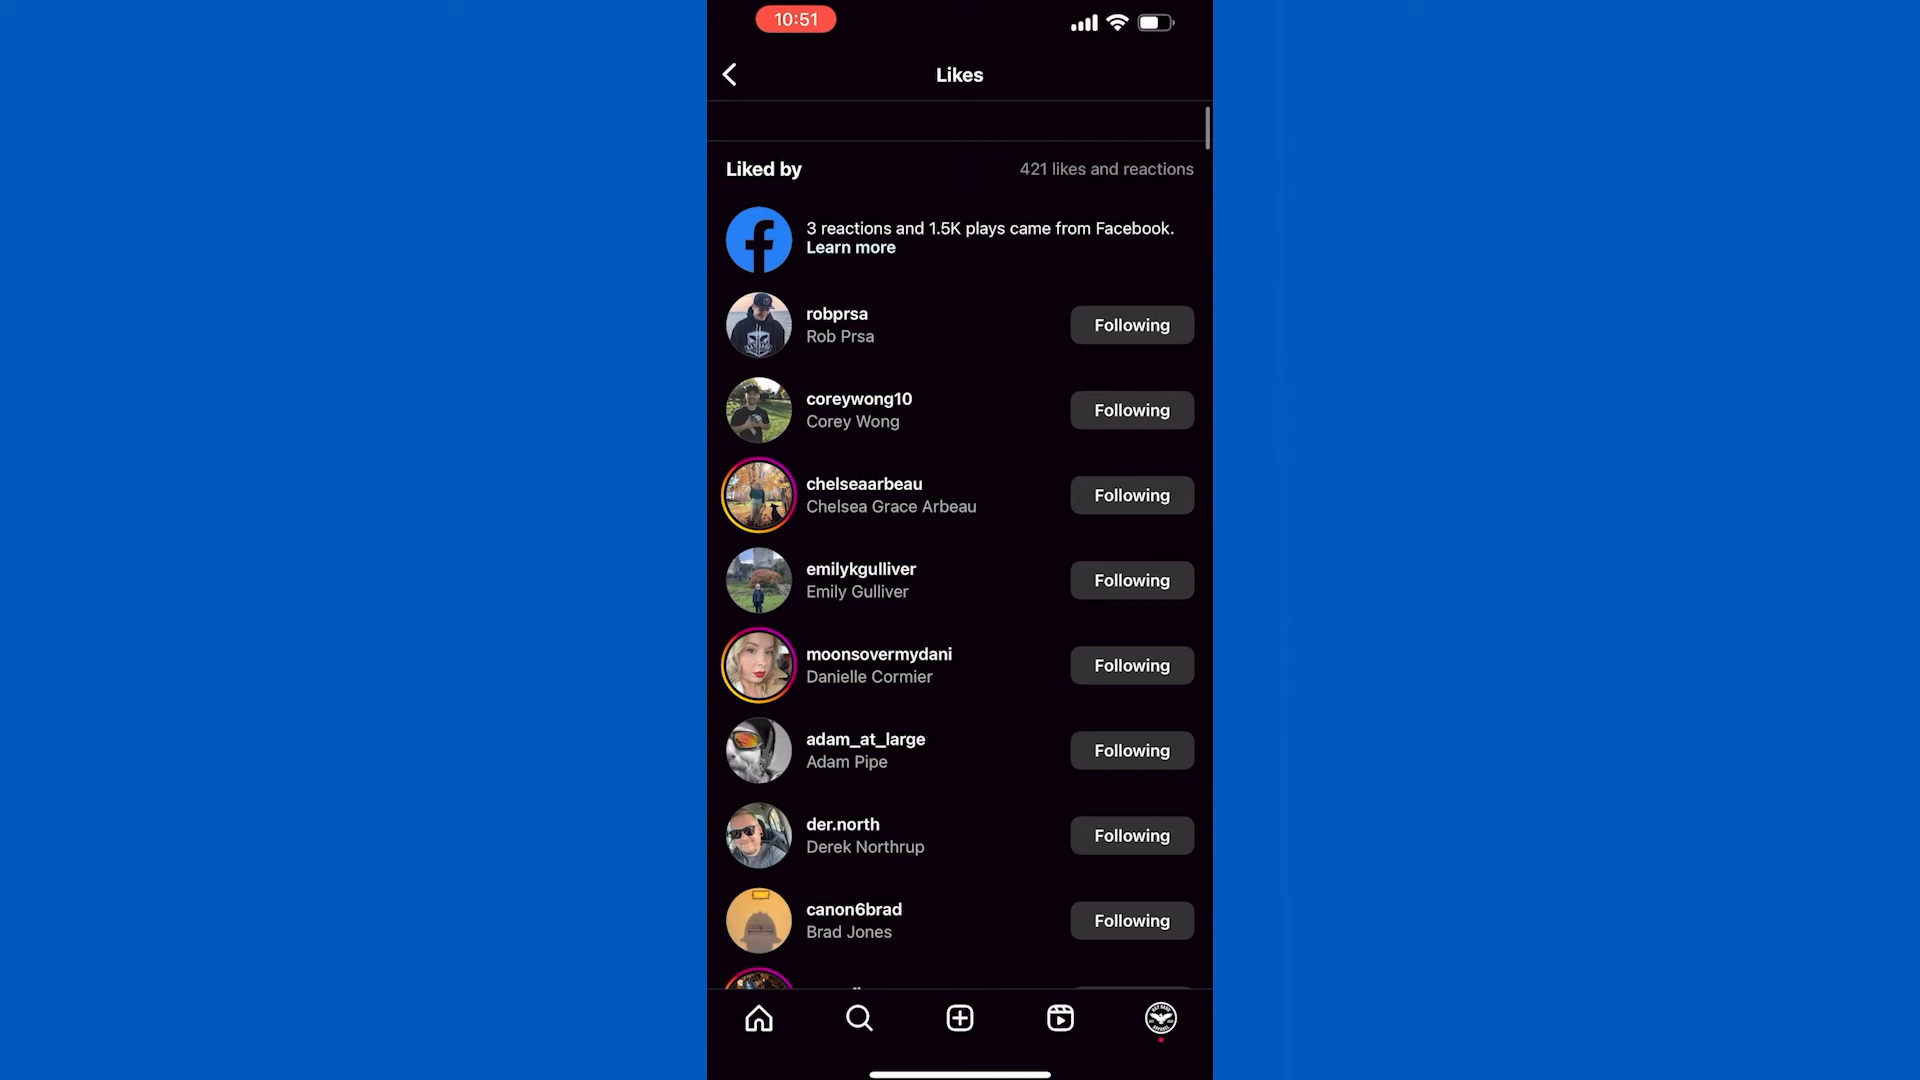 10:51
Likes
Liked by
421 likes and reactions
3 reactions and 1.5K plays came from Facebook.
Learn more
robprsa
Rob Prsa
Following
coreywong10
Corey Wong
Following
chelseaarbeau
Chelsea Grace Arbeau
Following
emilykgulliver
Emily Gulliver
Following
moonsovermydani
Danielle Cormier
Following
adam_at_large
Adam Pipe
Following
der.north
Derek Northrup
Following
canon6brad
Brad Jones
Following